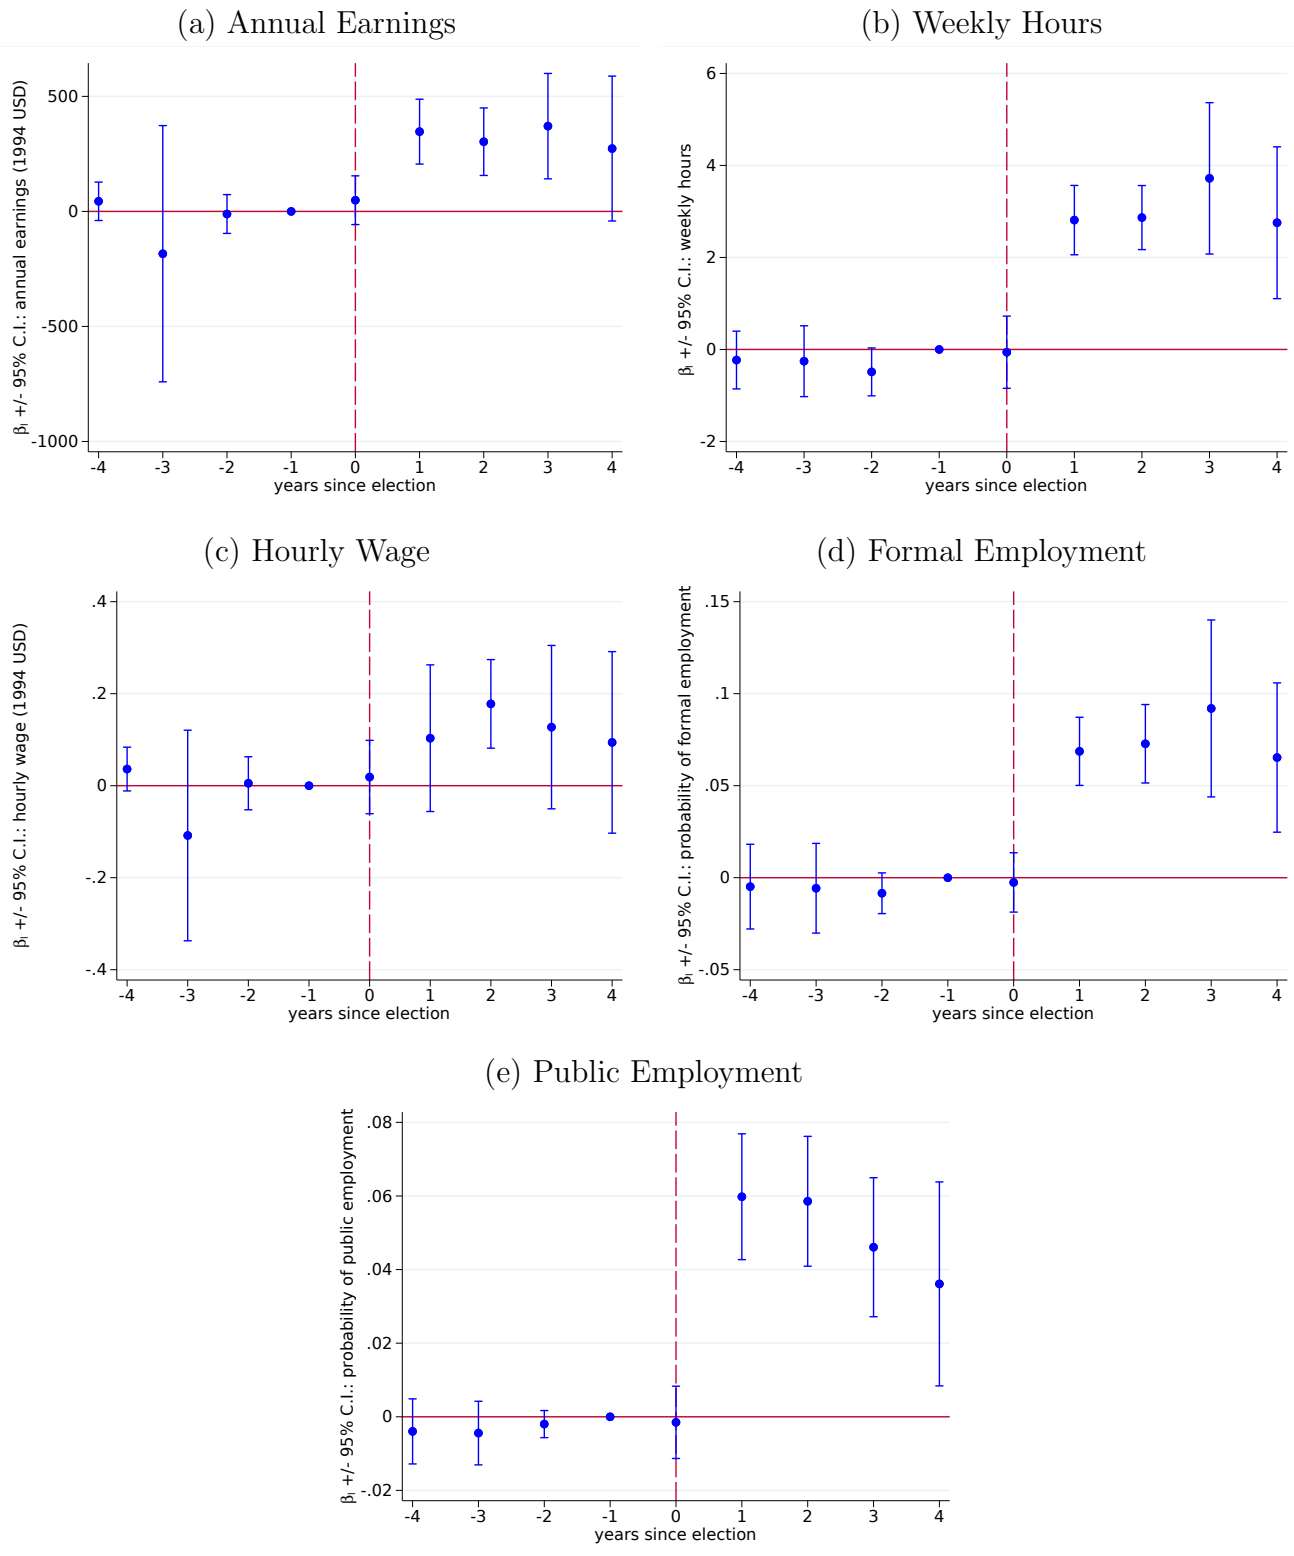 (a) Annual Earnings
β_l +/- 95% C.I.: annual earnings (1994 USD)
500
0
-500
-1000
-4 -3 -2 -1 0 1 2 3 4
years since election
(b) Weekly Hours
β_l +/- 95% C.I.: weekly hours
6
4
2
0
-2
-4 -3 -2 -1 0 1 2 3 4
years since election
(c) Hourly Wage
β_l +/- 95% C.I.: hourly wage (1994 USD)
.4
.2
0
-.2
-.4
-4 -3 -2 -1 0 1 2 3 4
years since election
(d) Formal Employment
β_l +/- 95% C.I.: probability of formal employment
.15
.1
.05
0
-.05
-4 -3 -2 -1 0 1 2 3 4
years since election
(e) Public Employment
β_l +/- 95% C.I.: probability of public employment
.08
.06
.04
.02
0
-.02
-4 -3 -2 -1 0 1 2 3 4
years since election